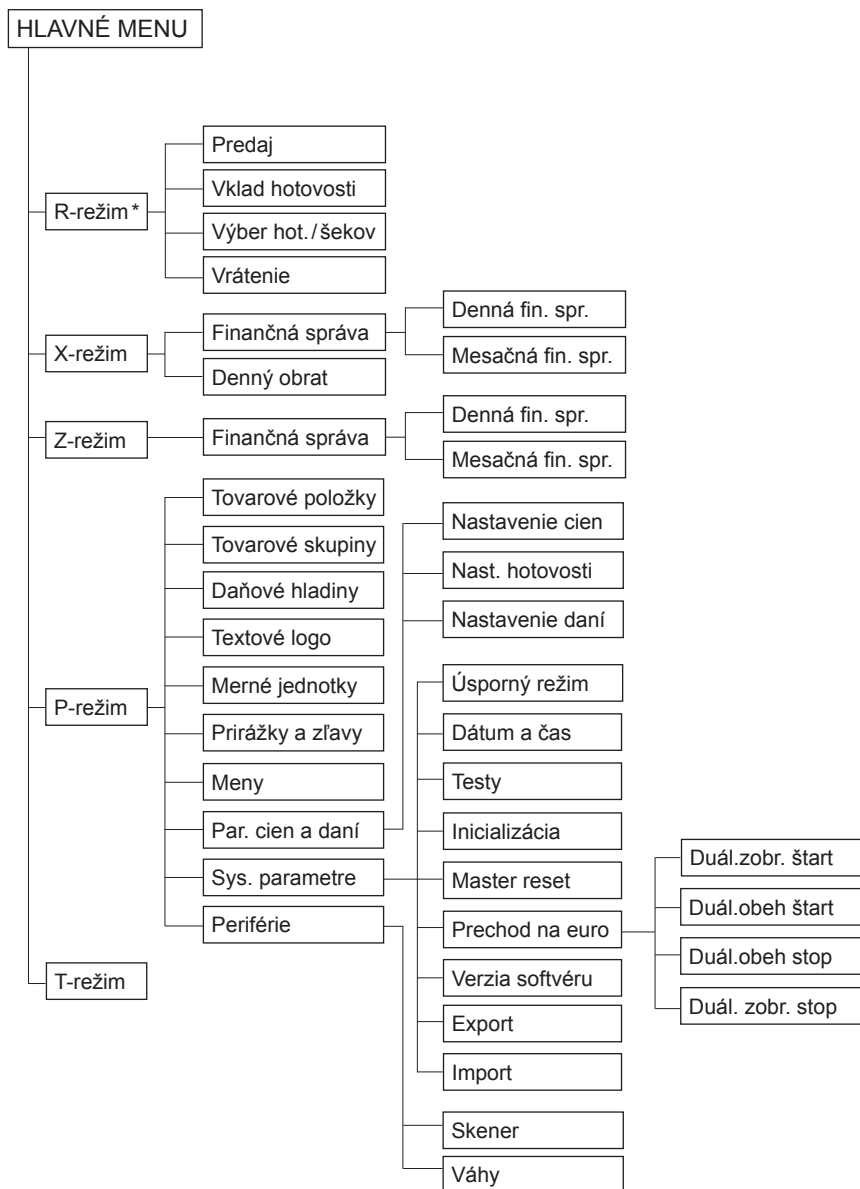 HLAVNÉ MENU
R-režim *
Predaj
Vklad hotovosti
Výber hot. / šekov
Vrátenie
X-režim
Finančná správa
Denná fin. spr.
Mesačná fin. spr.
Denný obrat
Z-režim
Finančná správa
Denná fin. spr.
Mesačná fin. spr.
P-režim
Tovarové položky
Tovarové skupiny
Daňové hladiny
Textové logo
Merné jednotky
Prirážky a zľavy
Meny
Par. cien a daní
Nastavenie cien
Nast. hotovosti
Nastavenie daní
Sys. parametre
Úsporný režim
Dátum a čas
Testy
Inicializácia
Master reset
Prechod na euro
Duál.zobr. štart
Duál.obeh štart
Duál.obeh stop
Duál. zobr. stop
Verzia softvéru
Export
Import
Periférie
Skener
Váhy
T-režim